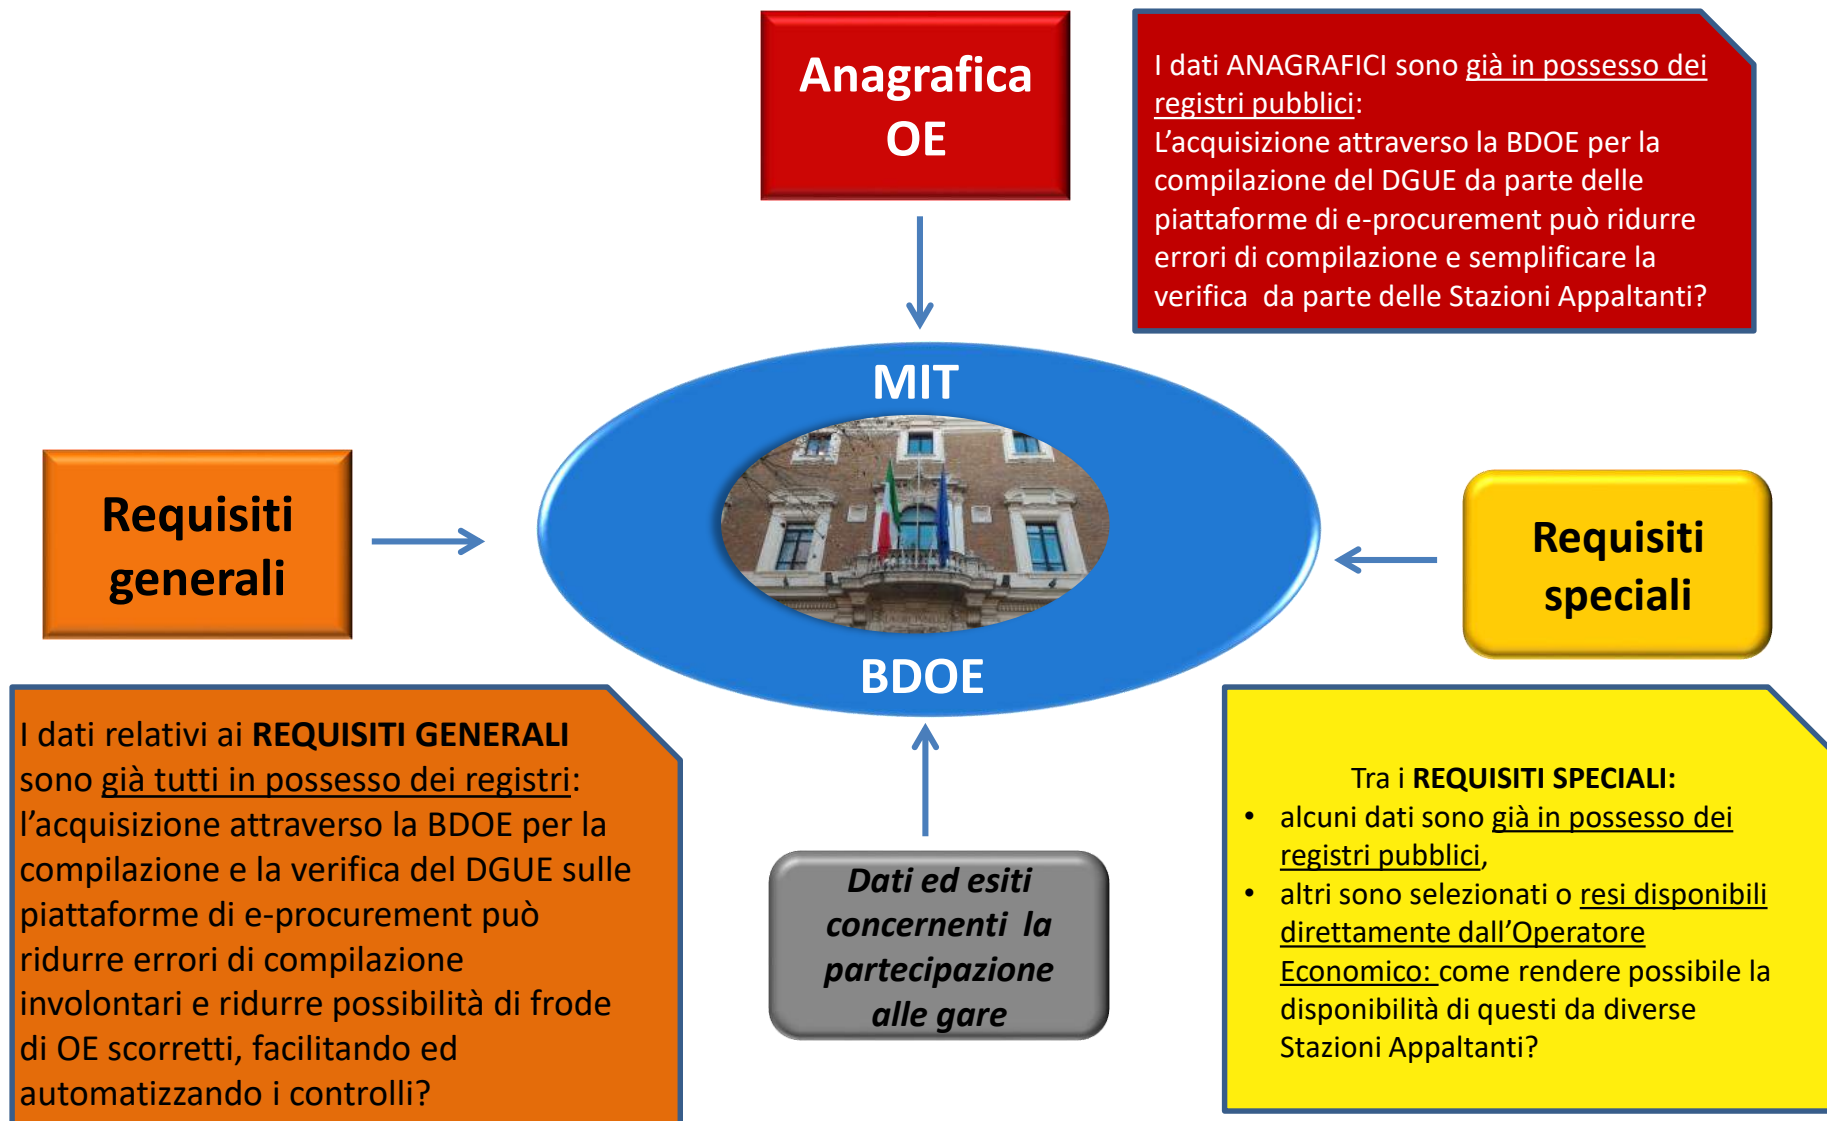 Anagrafica
OE
I dati ANAGRAFICI sono già in possesso dei
registri pubblici:
L’acquisizione attraverso la BDOE per la
compilazione del DGUE da parte delle
piattaforme di e-procurement può ridurre
errori di compilazione e semplificare la
verifica  da parte delle Stazioni Appaltanti?
MIT
BDOE
Requisiti
generali
Requisiti
speciali
I dati relativi ai REQUISITI GENERALI
sono già tutti in possesso dei registri:
l’acquisizione attraverso la BDOE per la
compilazione e la verifica del DGUE sulle
piattaforme di e-procurement può
ridurre errori di compilazione
involontari e ridurre possibilità di frode
di OE scorretti, facilitando ed
automatizzando i controlli?
Dati ed esiti
concernenti  la
partecipazione
alle gare
Tra i REQUISITI SPECIALI:
• alcuni dati sono già in possesso dei
registri pubblici,
• altri sono selezionati o resi disponibili
direttamente dall’Operatore
Economico: come rendere possibile la
disponibilità di questi da diverse
Stazioni Appaltanti?